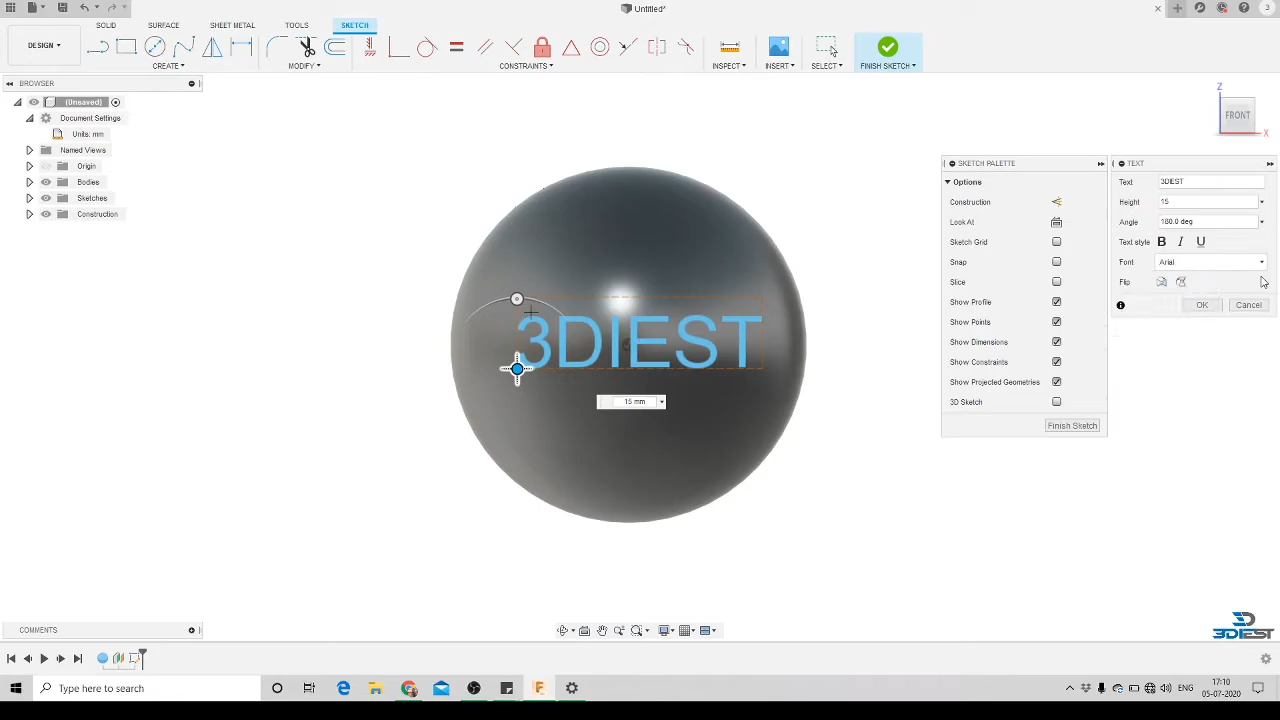 Untitled*
3
SOLID
SURFACE
SHEET METAL
TOOLS
SKETCH
DESIGN
CREATE
MODIFY
CONSTRAINTS
INSPECT
INSERT
SELECT
FINISH SKETCH
BROWSER
(Unsaved)
Document Settings
Units: mm
Named Views
Origin
Bodies
Sketches
Construction
Z
FRONT
X
SKETCH PALETTE
Options
Construction
Look At
Sketch Grid
Snap
Slice
Show Profile
Show Points
Show Dimensions
Show Constraints
Show Projected Geometries
3D Sketch
Finish Sketch
TEXT
Text 3DIEST
Height 15
Angle 180.0 deg
Text style B I U
Font Arial
Flip
OK Cancel
3DIEST
15 mm
COMMENTS
3D
3DIEST
Type here to search
ENG
17:10
05-07-2020